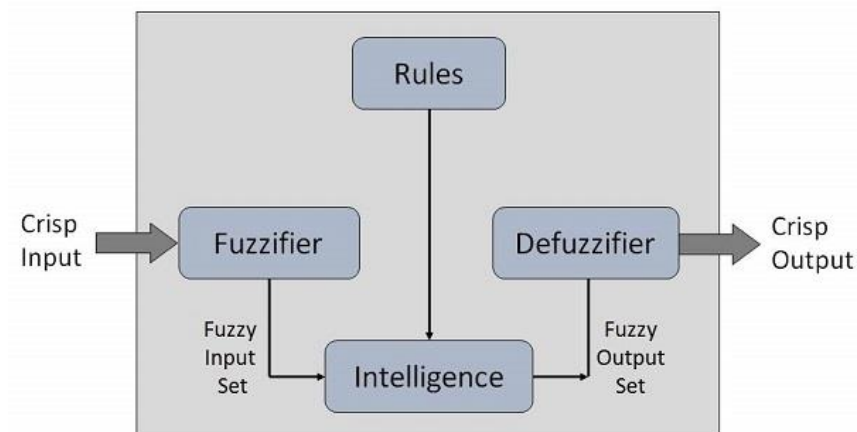 Rules
Crisp
Input
Fuzzifier
Defuzzifier
Crisp
Output
Fuzzy
Input
Set
Fuzzy
Output
Set
Intelligence